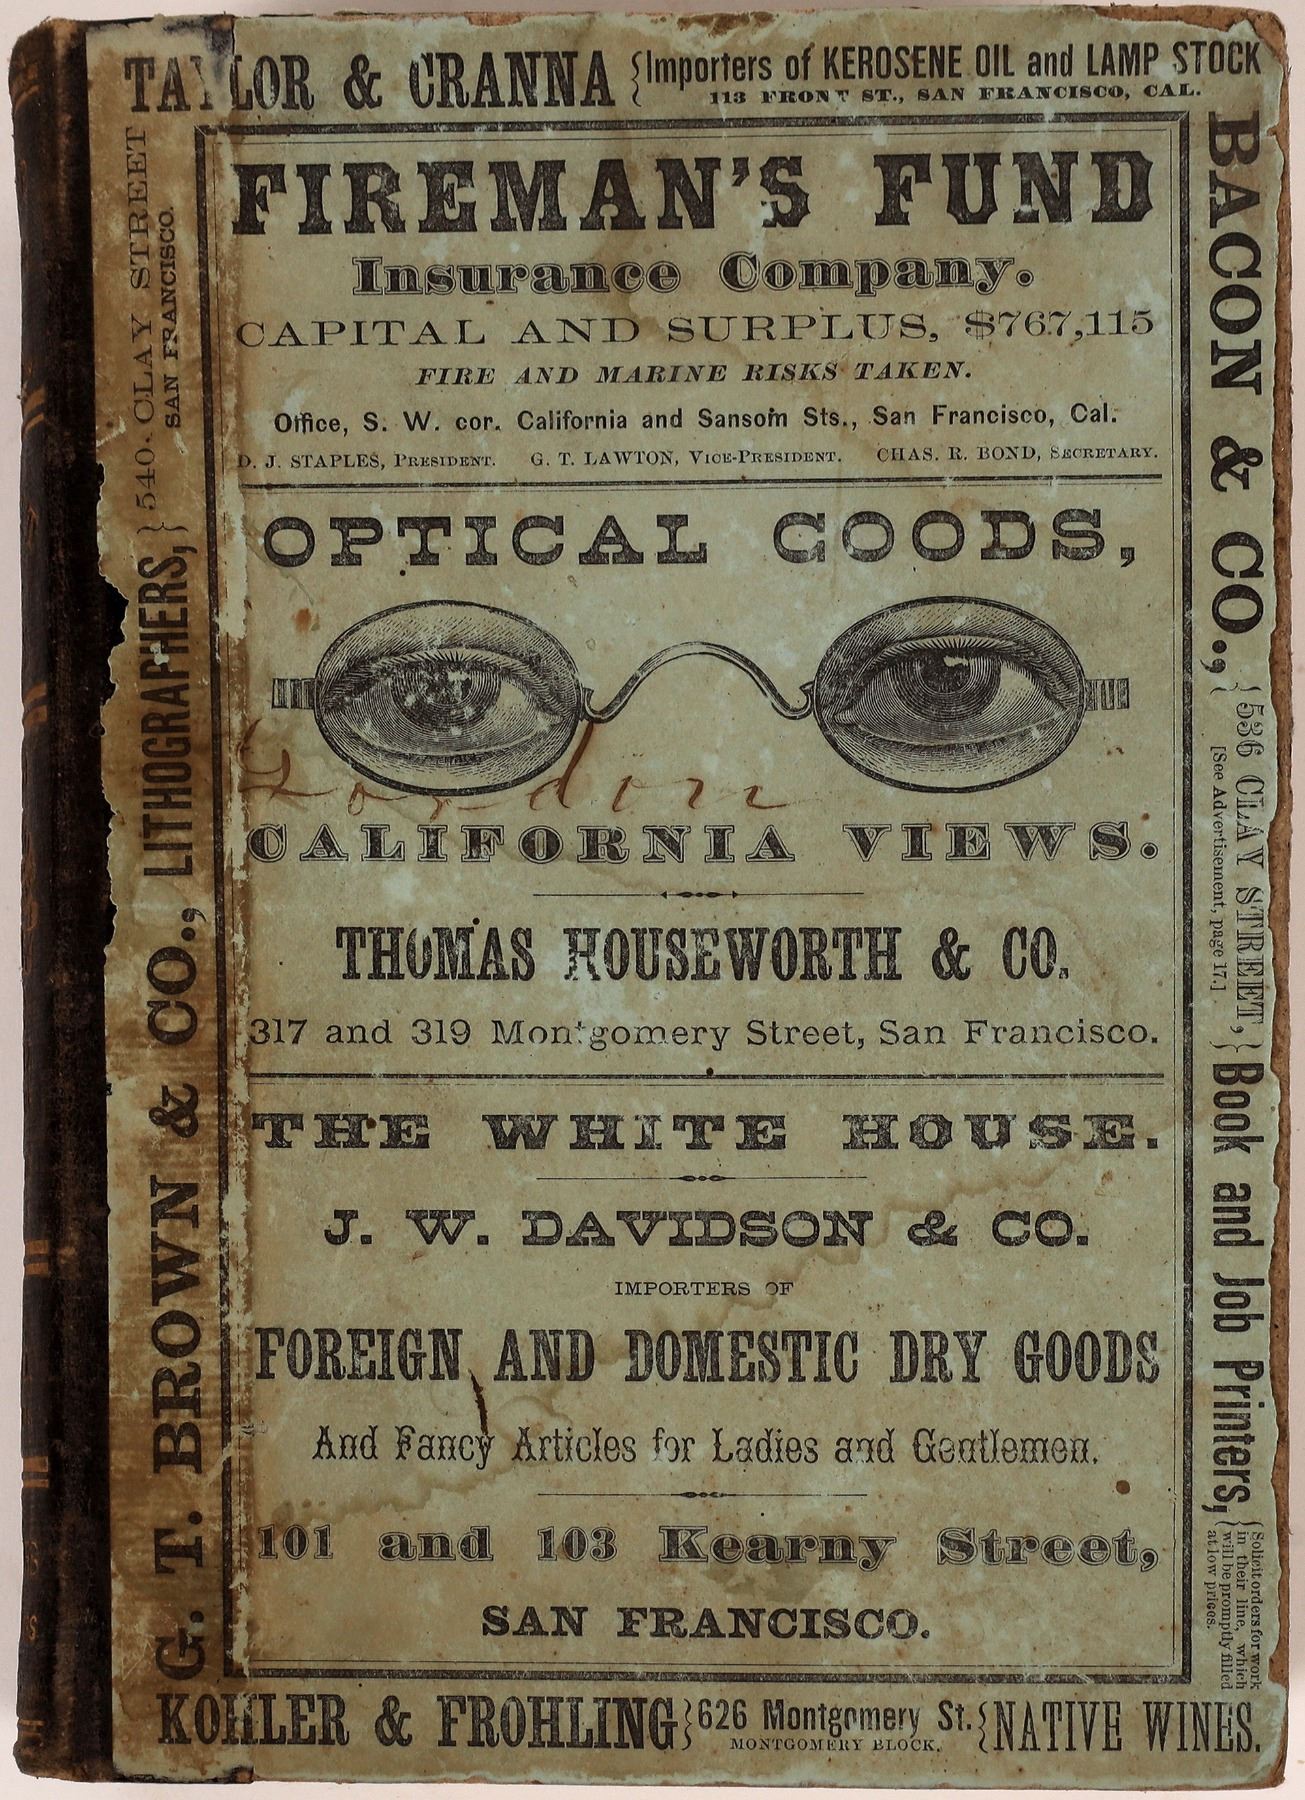 TAYLOR & CRANNA { Importers of KEROSENE OIL and LAMP STOCK
113 FRONT ST., SAN FRANCISCO, CAL.
FIREMAN'S FUND
Insurance Company.
CAPITAL AND SURPLUS, $767,115
FIRE AND MARINE RISKS TAKEN.
Office, S. W. cor. California and Sansom Sts., San Francisco, Cal.
D. J. STAPLES, PRESIDENT. G. T. LAWTON, VICE-PRESIDENT. CHAS. R. BOND, SECRETARY.
OPTICAL GOODS,
CALIFORNIA VIEWS.
THOMAS HOUSEWORTH & CO.
317 and 319 Montgomery Street, San Francisco.
THE WHITE HOUSE.
J. W. DAVIDSON & CO.
IMPORTERS OF
FOREIGN AND DOMESTIC DRY GOODS
And Fancy Articles for Ladies and Gentlemen.
101 and 103 Kearny Street,
SAN FRANCISCO.
KOHLER & FROHLING } 626 Montgomery St. { NATIVE WINES.
MONTGOMERY BLOCK.
G. T. BROWN & CO., LITHOGRAPHERS, } 540 CLAY STREET
SAN FRANCISCO.
BACON & CO., { 536 CLAY STREET, } Book and Job Printers, {
[See Advertisement, page 17.]
Solicit orders for work
in their line, which
will be promptly filled
at low prices.